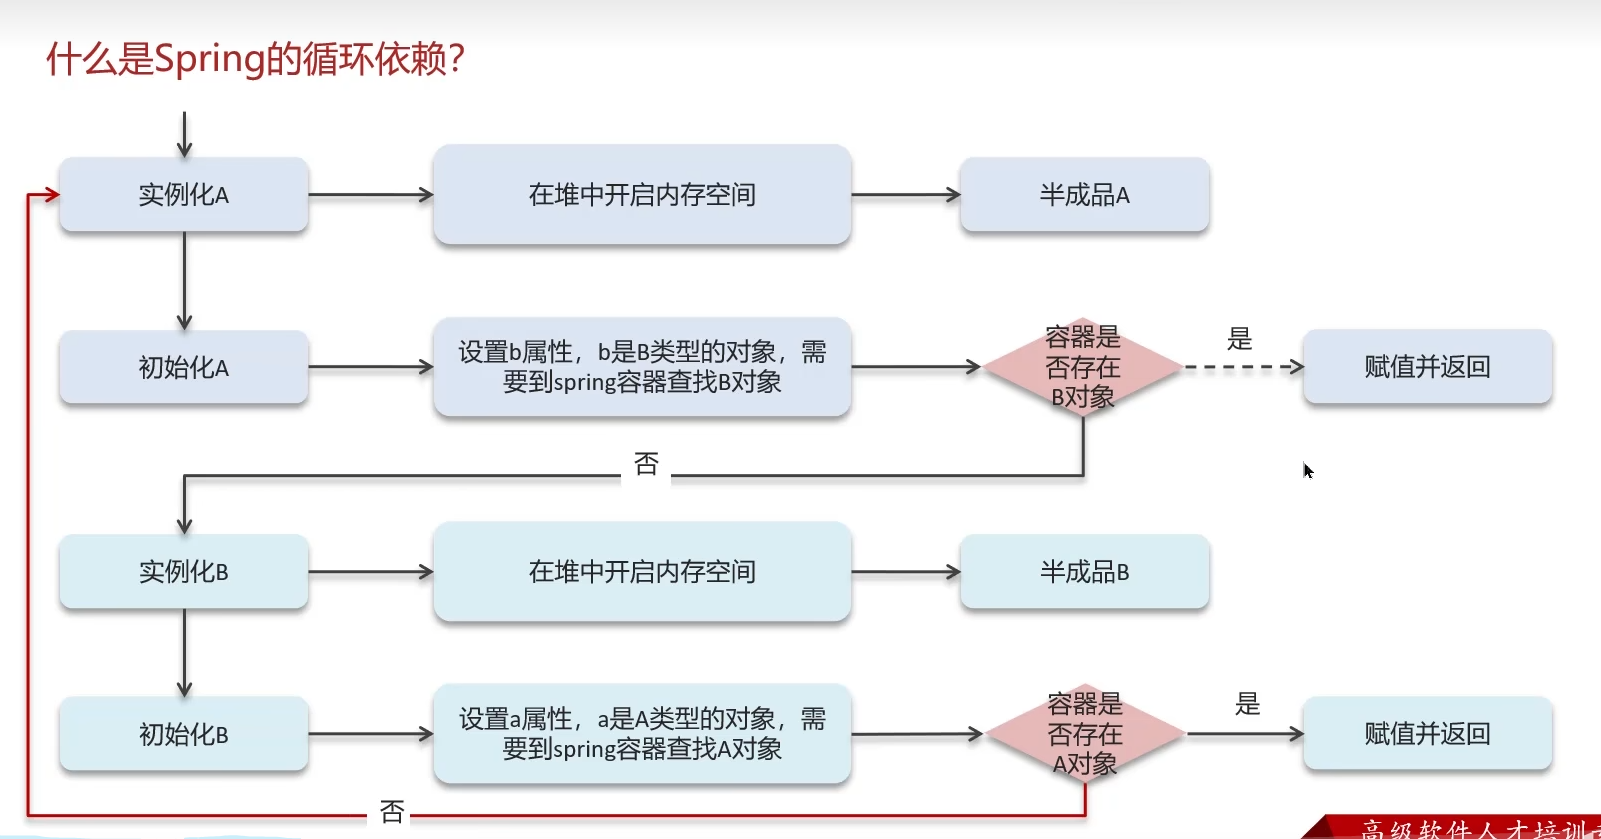 什么是Spring的循环依赖?
实例化A
在堆中开启内存空间
半成品A
初始化A
设置b属性，b是B类型的对象，需
要到spring容器查找B对象
容器是
否存在
B对象
是
赋值并返回
否
实例化B
在堆中开启内存空间
半成品B
初始化B
设置a属性，a是A类型的对象，需
要到spring容器查找A对象
容器是
否存在
A对象
是
赋值并返回
否
高级软件人才培训